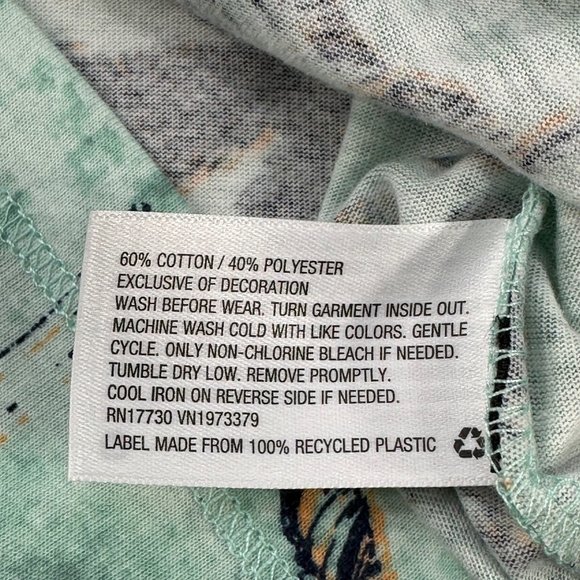 60% COTTON / 40% POLYESTER
EXCLUSIVE OF DECORATION
WASH BEFORE WEAR. TURN GARMENT INSIDE OUT.
MACHINE WASH COLD WITH LIKE COLORS. GENTLE
CYCLE. ONLY NON-CHLORINE BLEACH IF NEEDED.
TUMBLE DRY LOW. REMOVE PROMPTLY.
COOL IRON ON REVERSE SIDE IF NEEDED.
RN17730 VN1973379
LABEL MADE FROM 100% RECYCLED PLASTIC